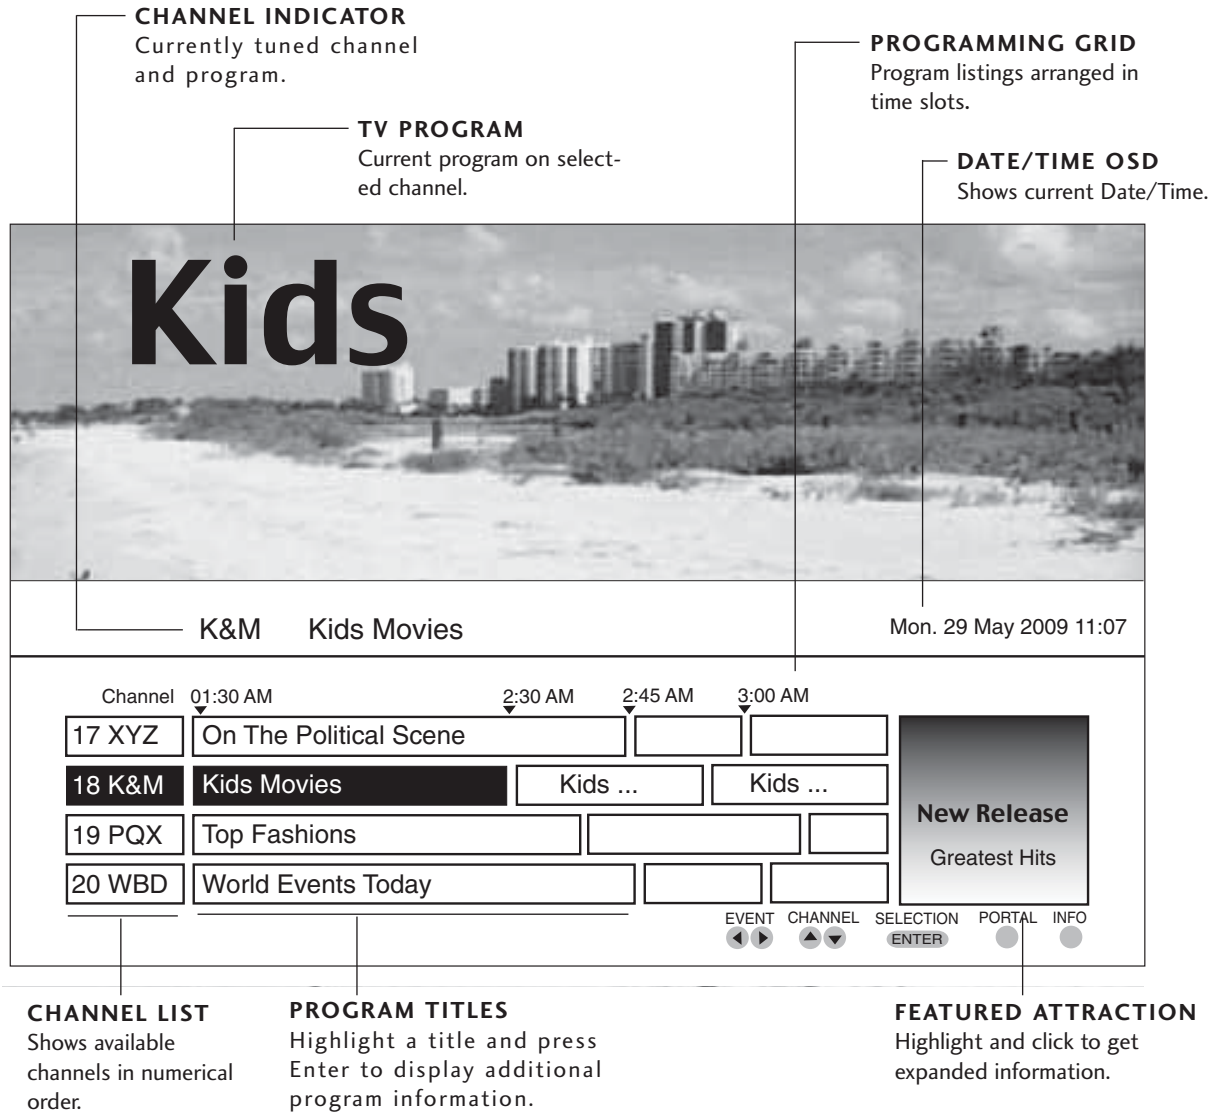 CHANNEL INDICATOR
Currently tuned channel
and program.
PROGRAMMING GRID
Program listings arranged in
time slots.
TV PROGRAM
Current program on select-
ed channel.
DATE/TIME OSD
Shows current Date/Time.
Kids
K&M Kids Movies
Mon. 29 May 2009 11:07
Channel 01:30 AM 2:30 AM 2:45 AM 3:00 AM
17 XYZ On The Political Scene
18 K&M Kids Movies Kids ... Kids ...
19 PQX Top Fashions
20 WBD World Events Today
New Release
Greatest Hits
EVENT CHANNEL SELECTION PORTAL INFO
ENTER
CHANNEL LIST
Shows available
channels in numerical
order.
PROGRAM TITLES
Highlight a title and press
Enter to display additional
program information.
FEATURED ATTRACTION
Highlight and click to get
expanded information.